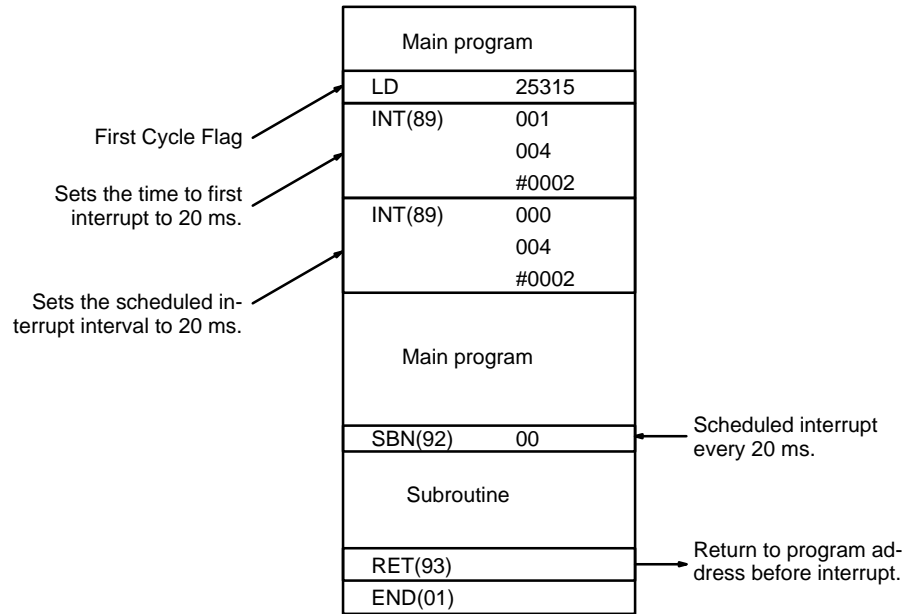 Main program
LD 25315
First Cycle Flag
INT(89) 001
004
#0002
Sets the time to first
interrupt to 20 ms.
INT(89) 000
004
#0002
Sets the scheduled in-
terrupt interval to 20 ms.
Main program
SBN(92) 00
Scheduled interrupt
every 20 ms.
Subroutine
RET(93)
Return to program ad-
dress before interrupt.
END(01)